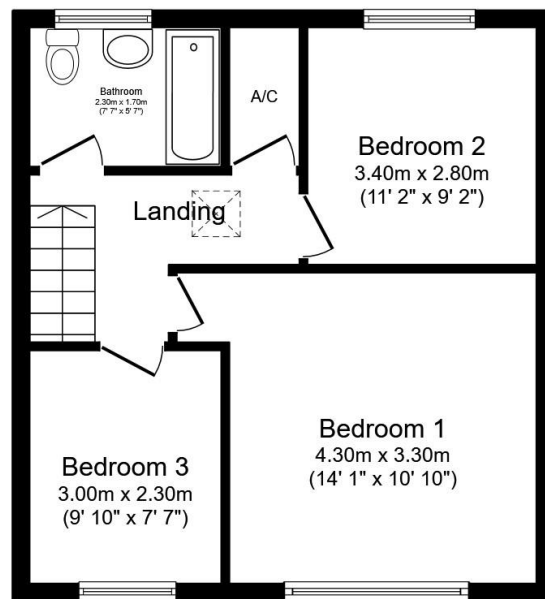 Bathroom
2.30m x 1.70m
(7' 7" x 5' 7")
A/C
Bedroom 2
3.40m x 2.80m
(11' 2" x 9' 2")
Landing
Bedroom 1
4.30m x 3.30m
(14' 1" x 10' 10")
Bedroom 3
3.00m x 2.30m
(9' 10" x 7' 7")